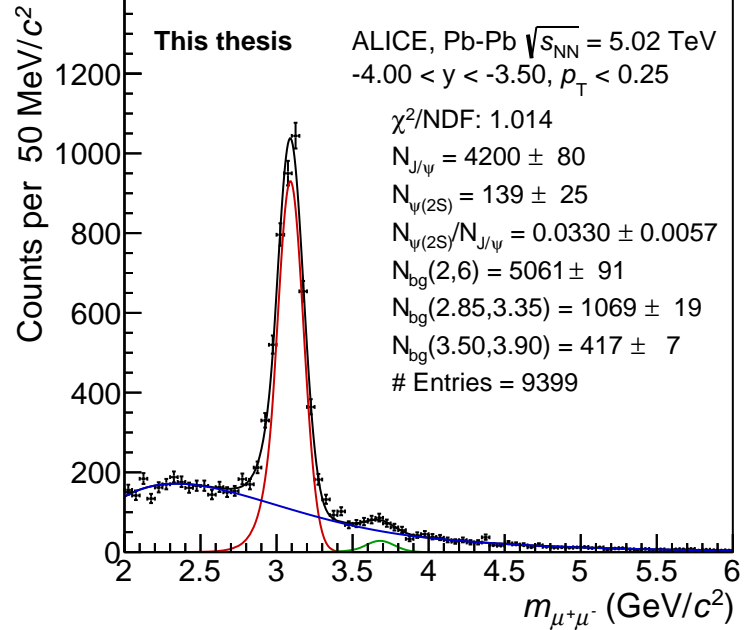 This thesis
ALICE, Pb-Pb √sNN = 5.02 TeV
-4.00 < y < -3.50, pT < 0.25
χ²/NDF: 1.014
NJ/ψ = 4200 ± 80
Nψ(2S) = 139 ± 25
Nψ(2S)/NJ/ψ = 0.0330 ± 0.0057
Nbg(2,6) = 5061 ± 91
Nbg(2.85,3.35) = 1069 ± 19
Nbg(3.50,3.90) = 417 ± 7
# Entries = 9399
Counts per 50 MeV/c²
1200
1000
800
600
400
200
0
2 2.5 3 3.5 4 4.5 5 5.5 6
mμ⁺μ⁻ (GeV/c²)